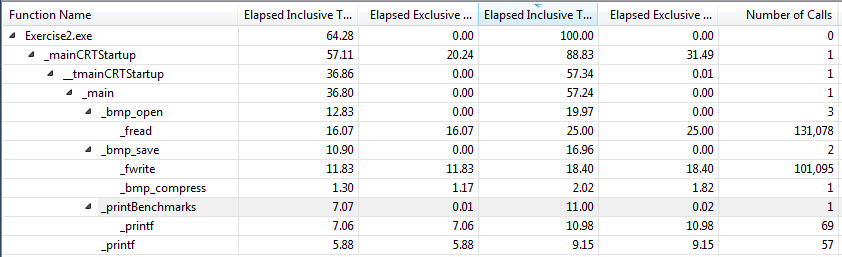 Function Name Elapsed Inclusive T... Elapsed Exclusive ... Elapsed Inclusive T... Elapsed Exclusive ... Number of Calls
Exercise2.exe 64.28 0.00 100.00 0.00 0
_mainCRTStartup 57.11 20.24 88.83 31.49 1
__tmainCRTStartup 36.86 0.00 57.34 0.01 1
_main 36.80 0.00 57.24 0.00 1
_bmp_open 12.83 0.00 19.97 0.00 3
_fread 16.07 16.07 25.00 25.00 131,078
_bmp_save 10.90 0.00 16.96 0.00 2
_fwrite 11.83 11.83 18.40 18.40 101,095
_bmp_compress 1.30 1.17 2.02 1.82 1
_printBenchmarks 7.07 0.01 11.00 0.02 1
_printf 7.06 7.06 10.98 10.98 69
_printf 5.88 5.88 9.15 9.15 57